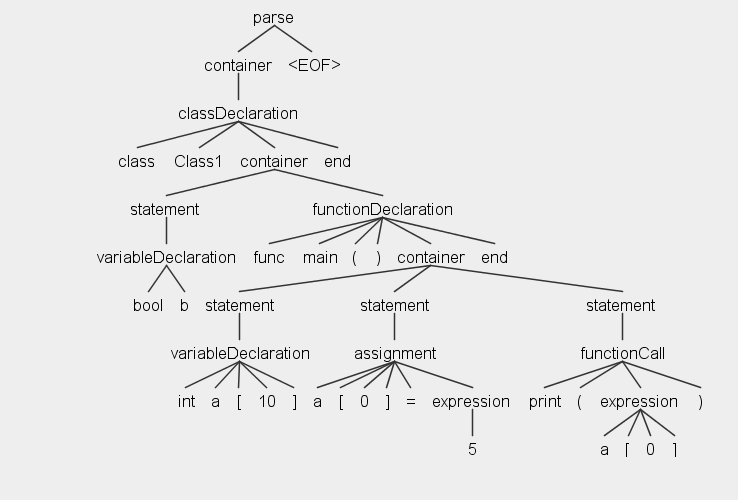 parse
container <EOF>
classDeclaration
class Class1 container end
statement functionDeclaration
variableDeclaration func main ( ) container end
bool b statement statement statement
variableDeclaration assignment functionCall
int a [ 10 ] a [ 0 ] = expression print ( expression )
5 a [ 0 ]